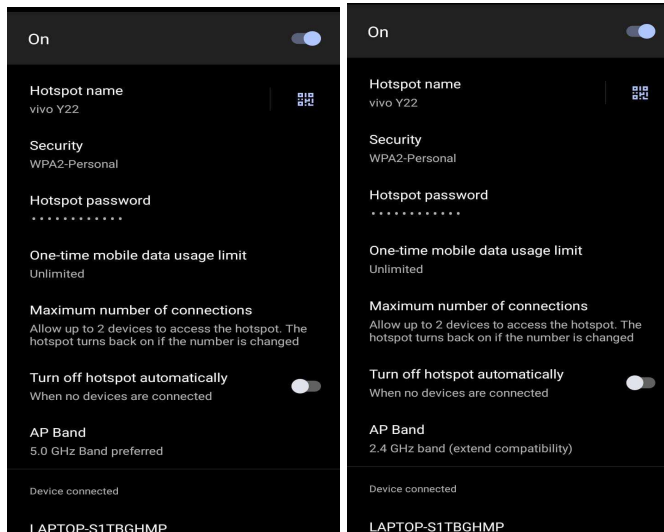 On
Hotspot name
vivo Y22
Security
WPA2-Personal
Hotspot password
............
One-time mobile data usage limit
Unlimited
Maximum number of connections
Allow up to 2 devices to access the hotspot. The
hotspot turns back on if the number is changed
Turn off hotspot automatically
When no devices are connected
AP Band
5.0 GHz Band preferred
Device connected
LAPTOP-S1TBGHMP
On
Hotspot name
vivo Y22
Security
WPA2-Personal
Hotspot password
............
One-time mobile data usage limit
Unlimited
Maximum number of connections
Allow up to 2 devices to access the hotspot. The
hotspot turns back on if the number is changed
Turn off hotspot automatically
When no devices are connected
AP Band
2.4 GHz band (extend compatibility)
Device connected
LAPTOP-S1TBGHMP